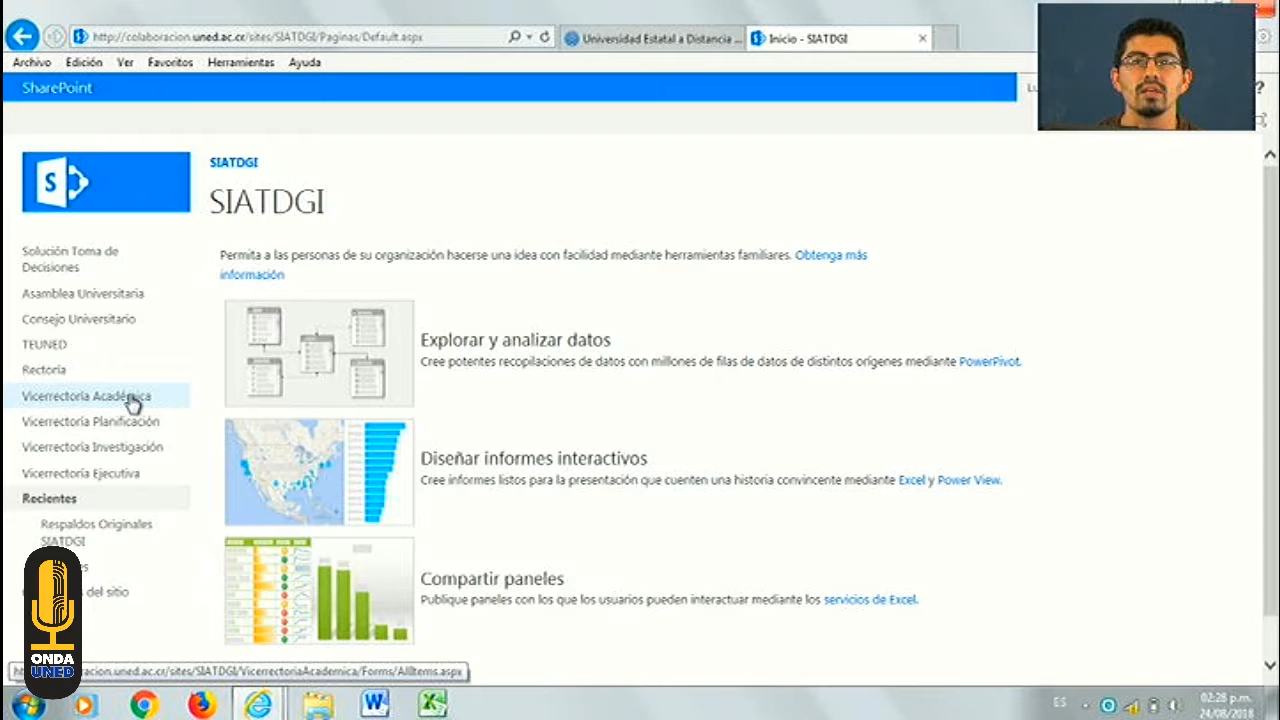 http://colaboracion.uned.ac.cr/sites/SIATDGI/Paginas/Default.aspx
Universidad Estatal a Distancia ...
Inicio - SIATDGI
Archivo Edición Ver Favoritos Herramientas Ayuda
SharePoint
S
SIATDGI
SIATDGI
Solución Toma de
Decisiones
Asamblea Universitaria
Consejo Universitario
TEUNED
Rectoría
Vicerrectoría Académica
Vicerrectoría Planificación
Vicerrectoría Investigación
Vicerrectoría Ejecutiva
Recientes
Respaldos Originales
SIATDGI
del sitio
Permita a las personas de su organización hacerse una idea con facilidad mediante herramientas familiares. Obtenga más
información
Explorar y analizar datos
Cree potentes recopilaciones de datos con millones de filas de datos de distintos orígenes mediante PowerPivot.
Diseñar informes interactivos
Cree informes listos para la presentación que cuenten una historia convincente mediante Excel y Power View.
Compartir paneles
Publique paneles con los que los usuarios pueden interactuar mediante los servicios de Excel.
ONDA
UNED
racion.uned.ac.cr/sites/SIATDGI/VicerrectoriaAcademica/Forms/AllItems.aspx
ES
02:28 p.m.
24/08/2018